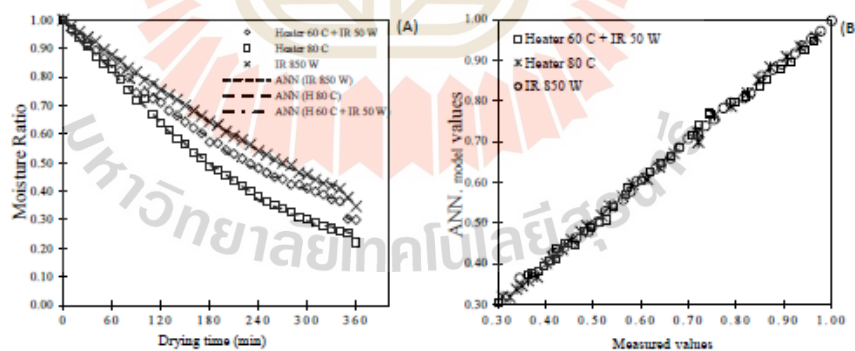 (A)
Moisture Ratio
1.00
0.90
0.80
0.70
0.60
0.50
0.40
0.30
0.20
0.10
0.00
0 60 120 180 240 300 360
Drying time (min)
Heater 60 C + IR 50 W
Heater 80 C
IR 850 W
ANN (IR 850 W)
ANN (H 80 C)
ANN (H 60 C + IR 50 W)
(B
ANN. model values
1.00
0.90
0.80
0.70
0.60
0.50
0.40
0.30
0.30 0.40 0.50 0.60 0.70 0.80 0.90 1.00
Measured values
Heater 60 C + IR 50 W
Heater 80 C
IR 850 W
มหาวิทยาลัยเทคโนโลยีสุรนารี